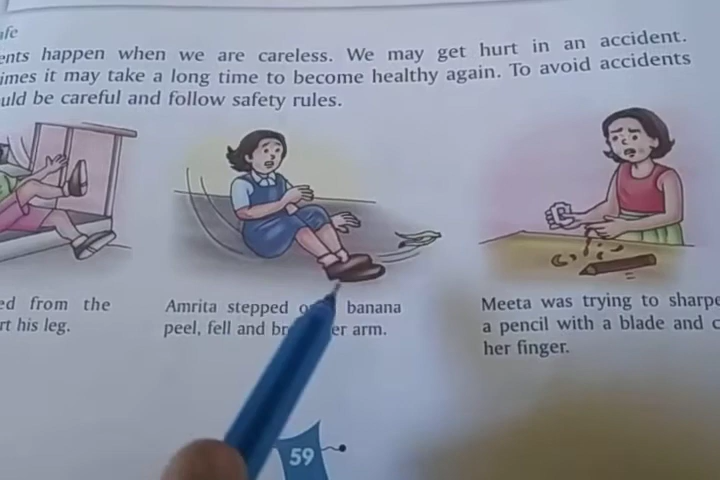 afe
ents happen when we are careless. We may get hurt in an accident.
imes it may take a long time to become healthy again. To avoid accidents
uld be careful and follow safety rules.
ed from the
rt his leg.
Amrita stepped o banana
peel, fell and br er arm.
Meeta was trying to sharpe
a pencil with a blade and c
her finger.
59